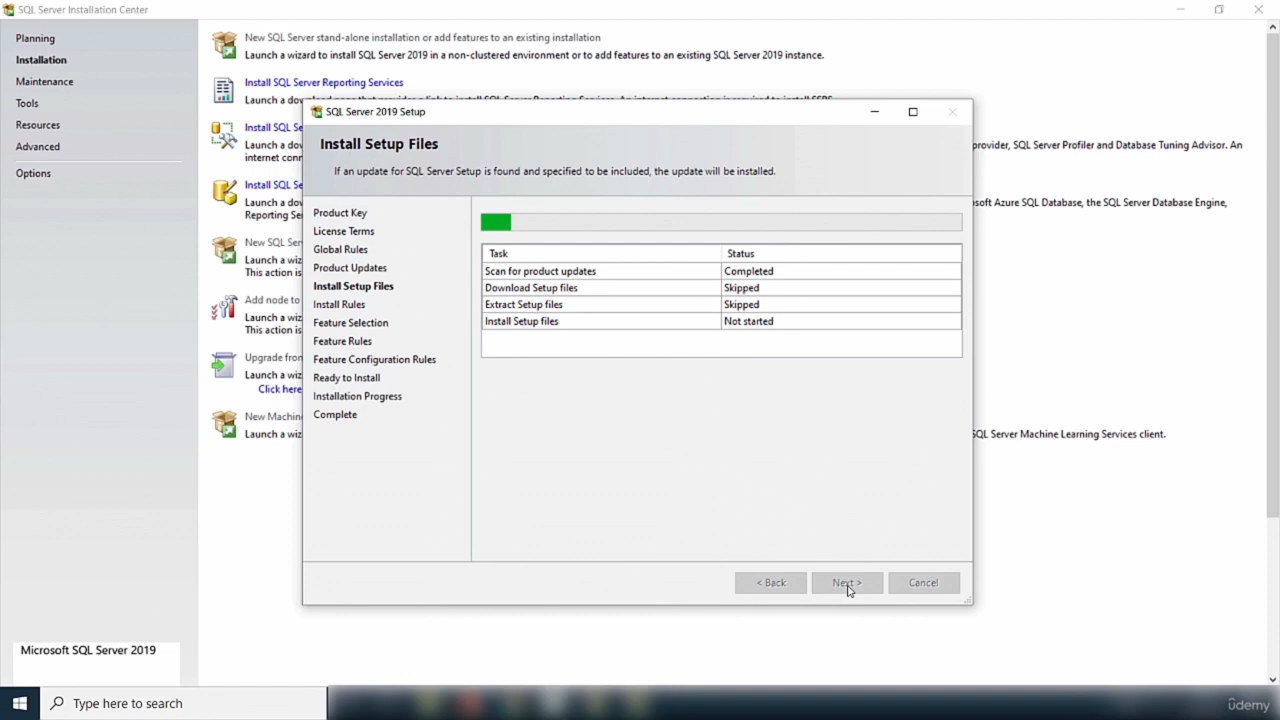 SQL Server Installation Center
Planning
Installation
Maintenance
Tools
Resources
Advanced
Options
Microsoft SQL Server 2019
New SQL Server stand-alone installation or add features to an existing installation
Launch a wizard to install SQL Server 2019 in a non-clustered environment or to add features to an existing SQL Server 2019 instance.
Install SQL Server Reporting Services
Install SQL Se
Launch a dov
provider, SQL Server Profiler and Database Tuning Advisor. An
internet conn
Install SQL Se
Launch a dov
soft Azure SQL Database, the SQL Server Database Engine,
Reporting Se
New SQL Ser
Launch a wiz
This action is
Add node to
Launch a wiz
This action is
Upgrade from
Launch a wiz
Click here
New Machin
Launch a wiz
SQL Server Machine Learning Services client.
SQL Server 2019 Setup
Install Setup Files
If an update for SQL Server Setup is found and specified to be included, the update will be installed.
Product Key
License Terms
Global Rules
Product Updates
Install Setup Files
Install Rules
Feature Selection
Feature Rules
Feature Configuration Rules
Ready to Install
Installation Progress
Complete
Task Status
Scan for product updates Completed
Download Setup files Skipped
Extract Setup files Skipped
Install Setup files Not started
< Back Next > Cancel
Type here to search
ûdemy